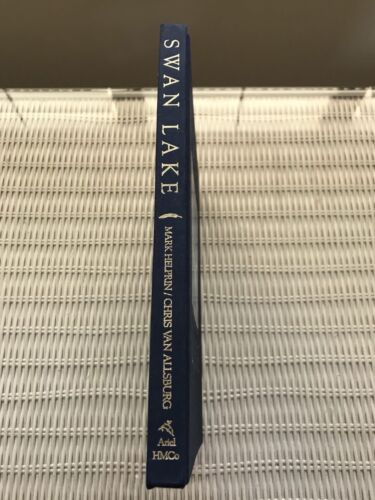 SWAN LAKE
MARK HELPRIN / CHRIS VAN ALLSBURG
Ariel
HMCo